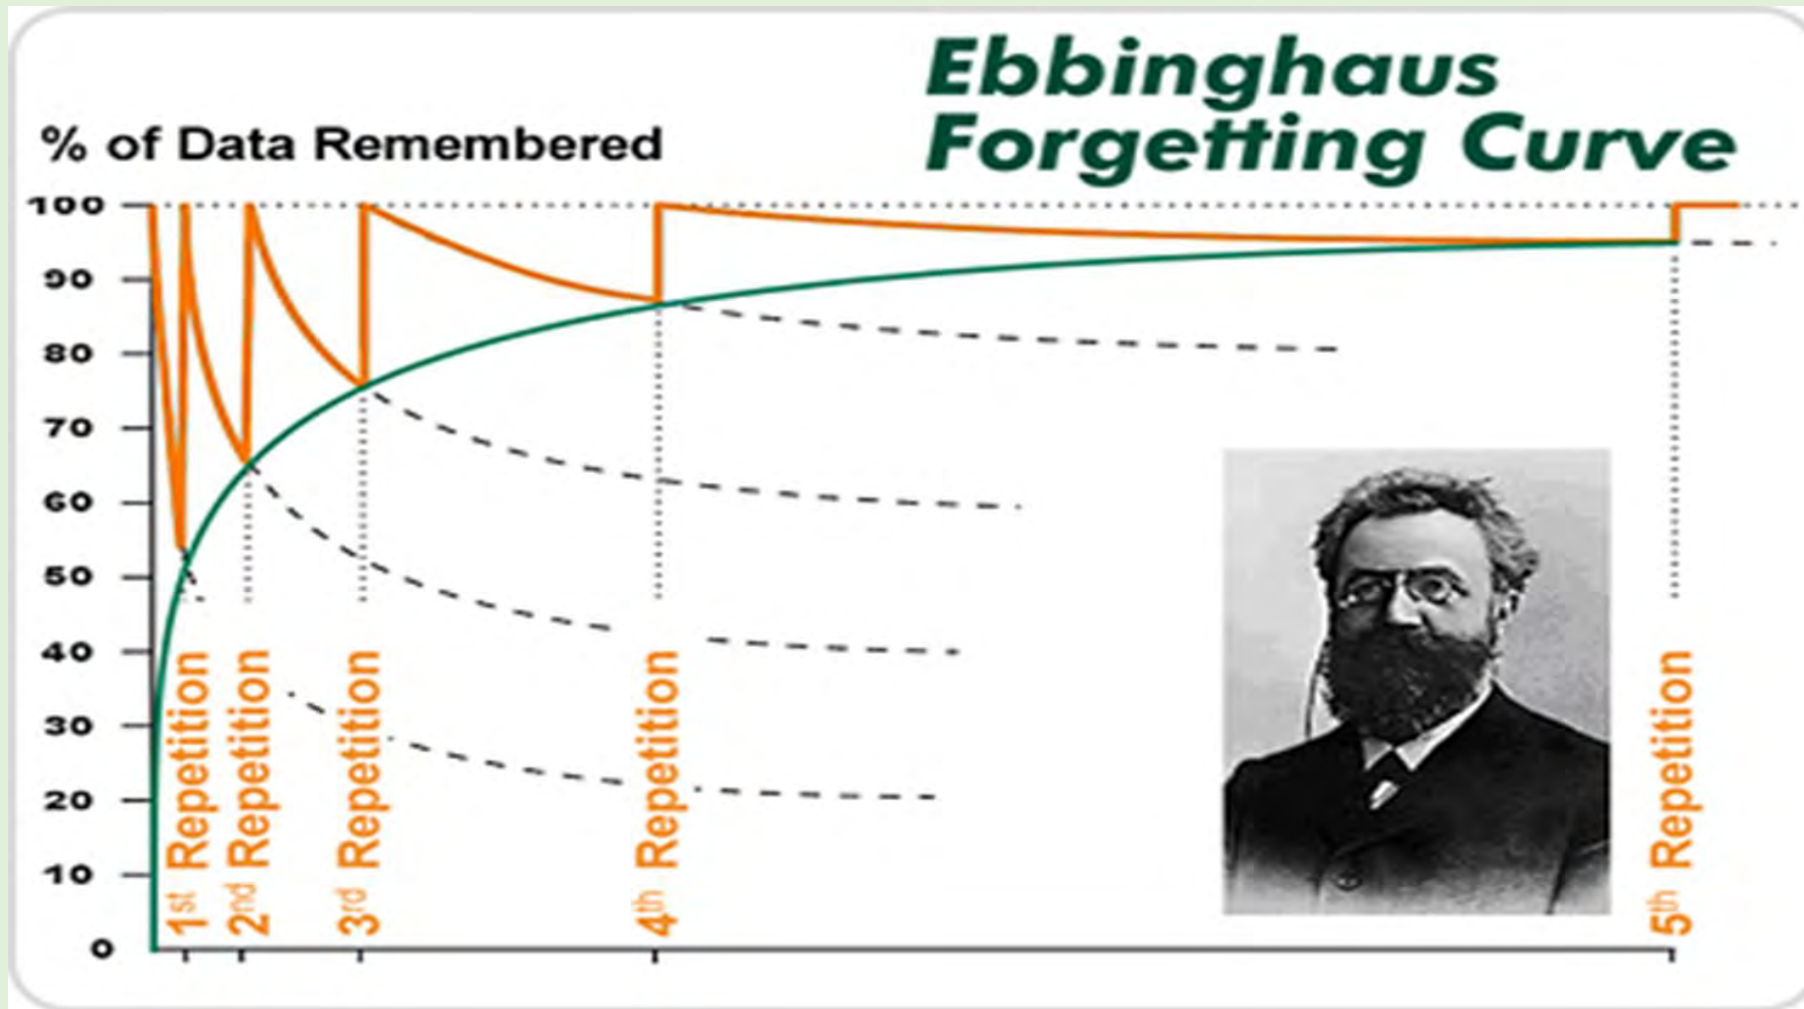 Ebbinghaus
Forgetting Curve
% of Data Remembered
100
90
80
70
60
50
40
30
20
10
0
1st Repetition
2nd Repetition
3rd Repetition
4th Repetition
5th Repetition